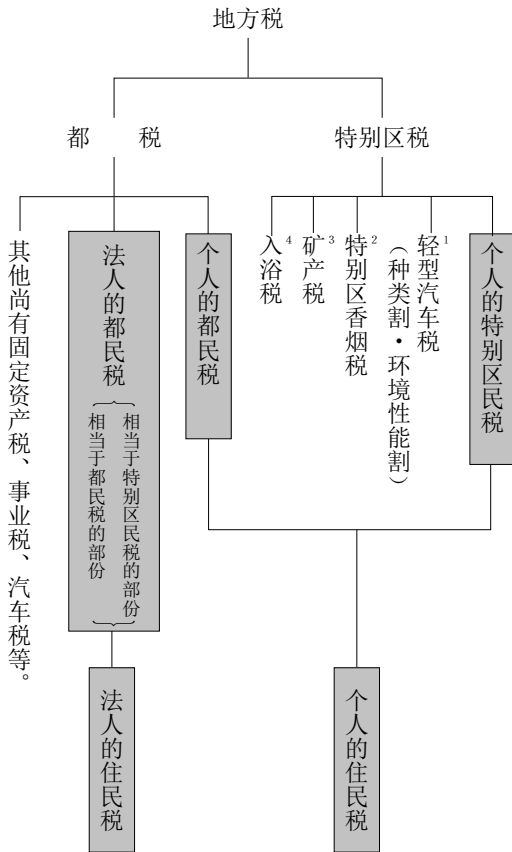 地方税
都 税
特别区税
个人的特别区民税
轻型汽车税1
(种类割・环境性能割)
特别区香烟税2
矿产税3
入浴税4
个人的都民税
法人的都民税
相当于特别区民税的部份
相当于都民税的部份
其他尚有固定资产税、事业税、汽车税等。
个人的住民税
法人的住民税